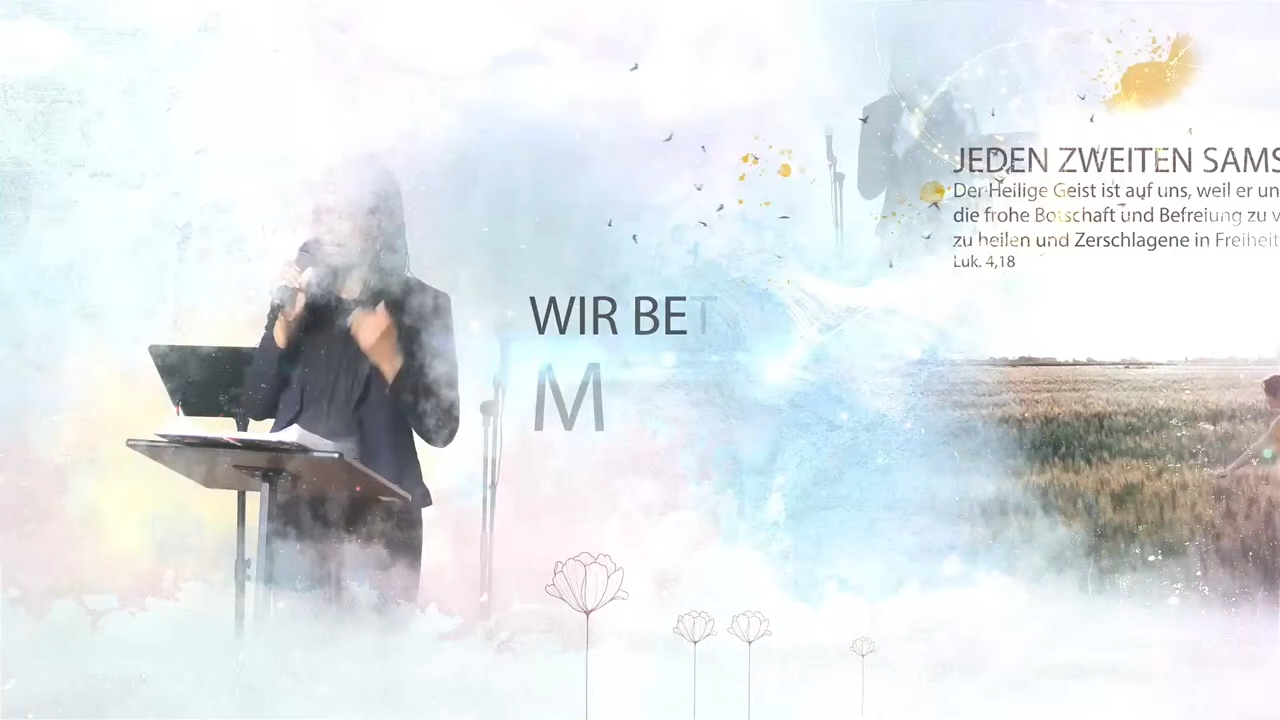 WIR BET
M
JEDEN ZWEITEN SAMS
Der Heilige Geist ist auf uns, weil er un
die frohe Botschaft und Befreiung zu v
zu heilen und Zerschlagene in Freiheit
Luk. 4,18